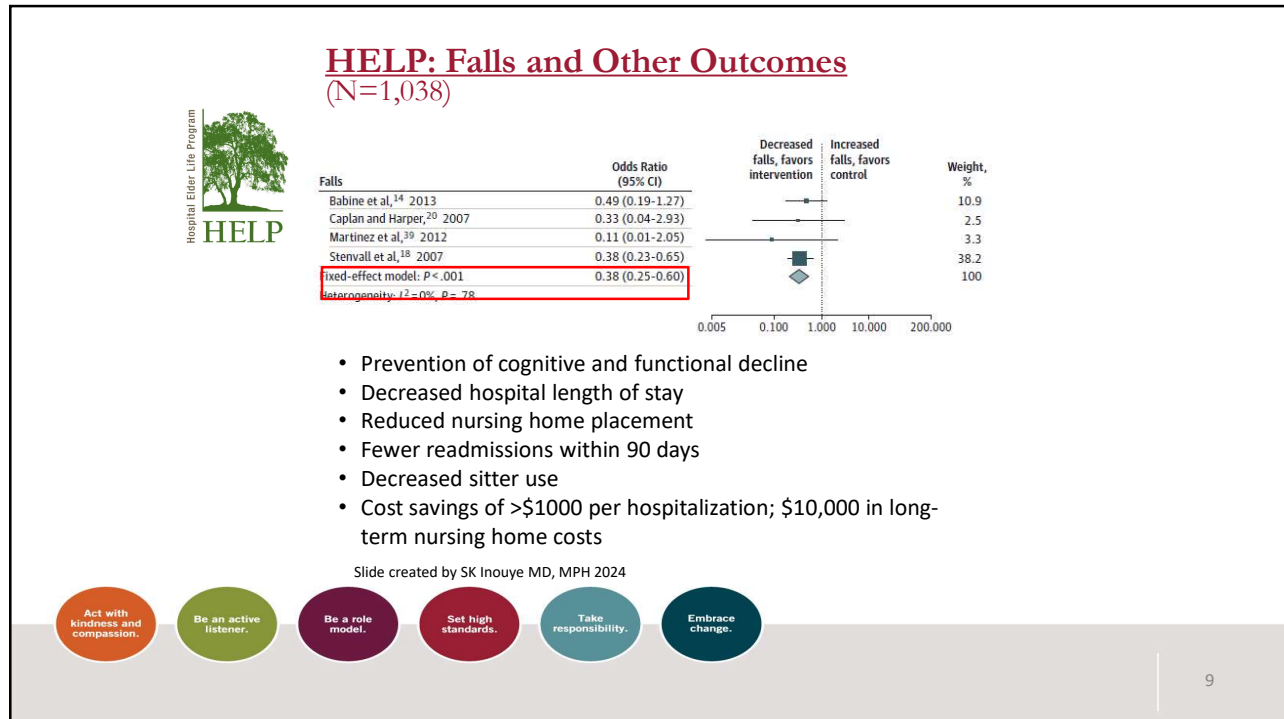 HELP: Falls and Other Outcomes
(N=1,038)
Hospital Elder Life Program
HELP
Decreased falls, favors intervention
Increased falls, favors control
Falls Odds Ratio (95% CI) Weight, %
Babine et al,14 2013 0.49 (0.19-1.27) 10.9
Caplan and Harper,20 2007 0.33 (0.04-2.93) 2.5
Martinez et al,39 2012 0.11 (0.01-2.05) 3.3
Stenvall et al,18 2007 0.38 (0.23-0.65) 38.2
Fixed-effect model: P<.001 0.38 (0.25-0.60) 100
Heterogeneity: I2=0%, P=.78
0.005 0.100 1.000 10.000 200.000
• Prevention of cognitive and functional decline
• Decreased hospital length of stay
• Reduced nursing home placement
• Fewer readmissions within 90 days
• Decreased sitter use
• Cost savings of >$1000 per hospitalization; $10,000 in long-
term nursing home costs
Slide created by SK Inouye MD, MPH 2024
Act with
kindness and
compassion.
Be an active
listener.
Be a role
model.
Set high
standards.
Take
responsibility.
Embrace
change.
9